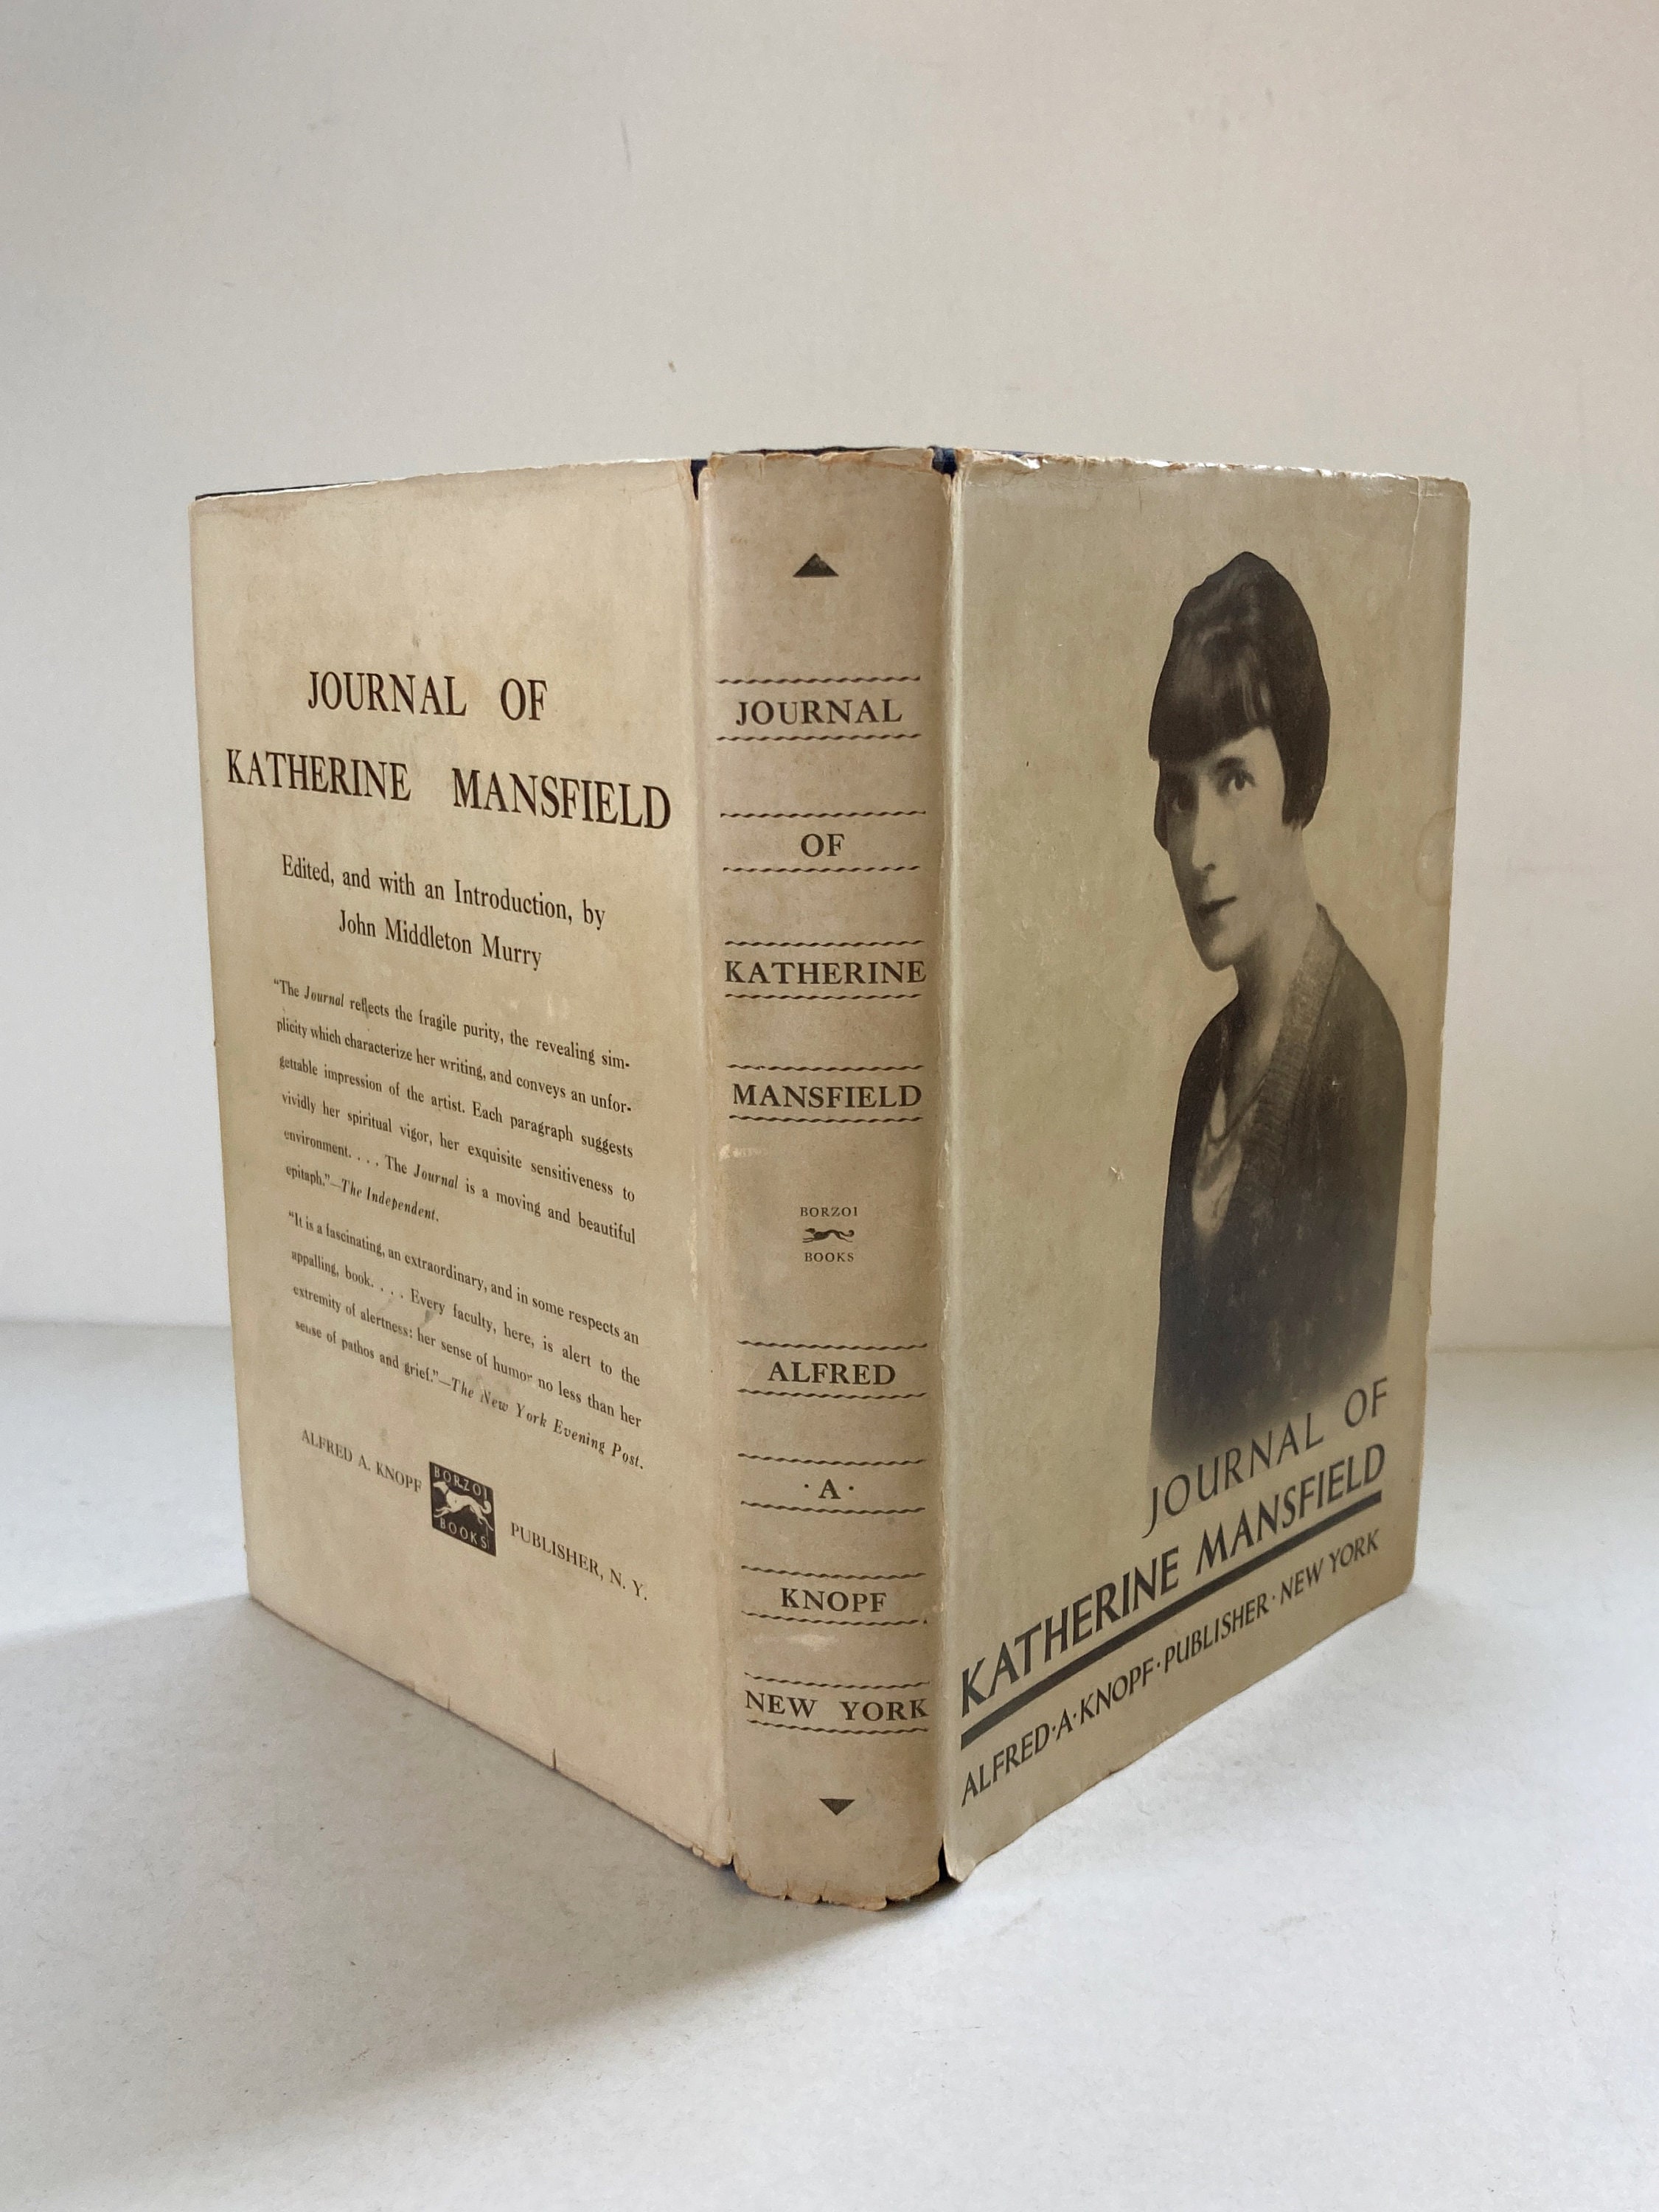 JOURNAL OF
KATHERINE MANSFIELD
Edited, and with an Introduction, by
John Middleton Murry
"The Journal reflects the fragile purity, the revealing sim-
plicity which characterize her writing, and conveys an unfor-
gettable impression of the artist. Each paragraph suggests
vividly her spiritual vigor, her exquisite sensitiveness to
environment. . . . The Journal is a moving and beautiful
epitaph."—The Independent.
"It is a fascinating, an extraordinary, and in some respects an
appalling, book. . . . Every faculty, here, is alert to the
extremity of alertness: her sense of humor no less than her
sense of pathos and grief."—The New York Evening Post.
ALFRED A. KNOPF
BORZOI
BOOKS
PUBLISHER, N. Y.
JOURNAL
OF
KATHERINE
MANSFIELD
BORZOI
BOOKS
ALFRED
· A ·
KNOPF
NEW YORK
JOURNAL OF
KATHERINE MANSFIELD
ALFRED·A·KNOPF·PUBLISHER·NEW YORK